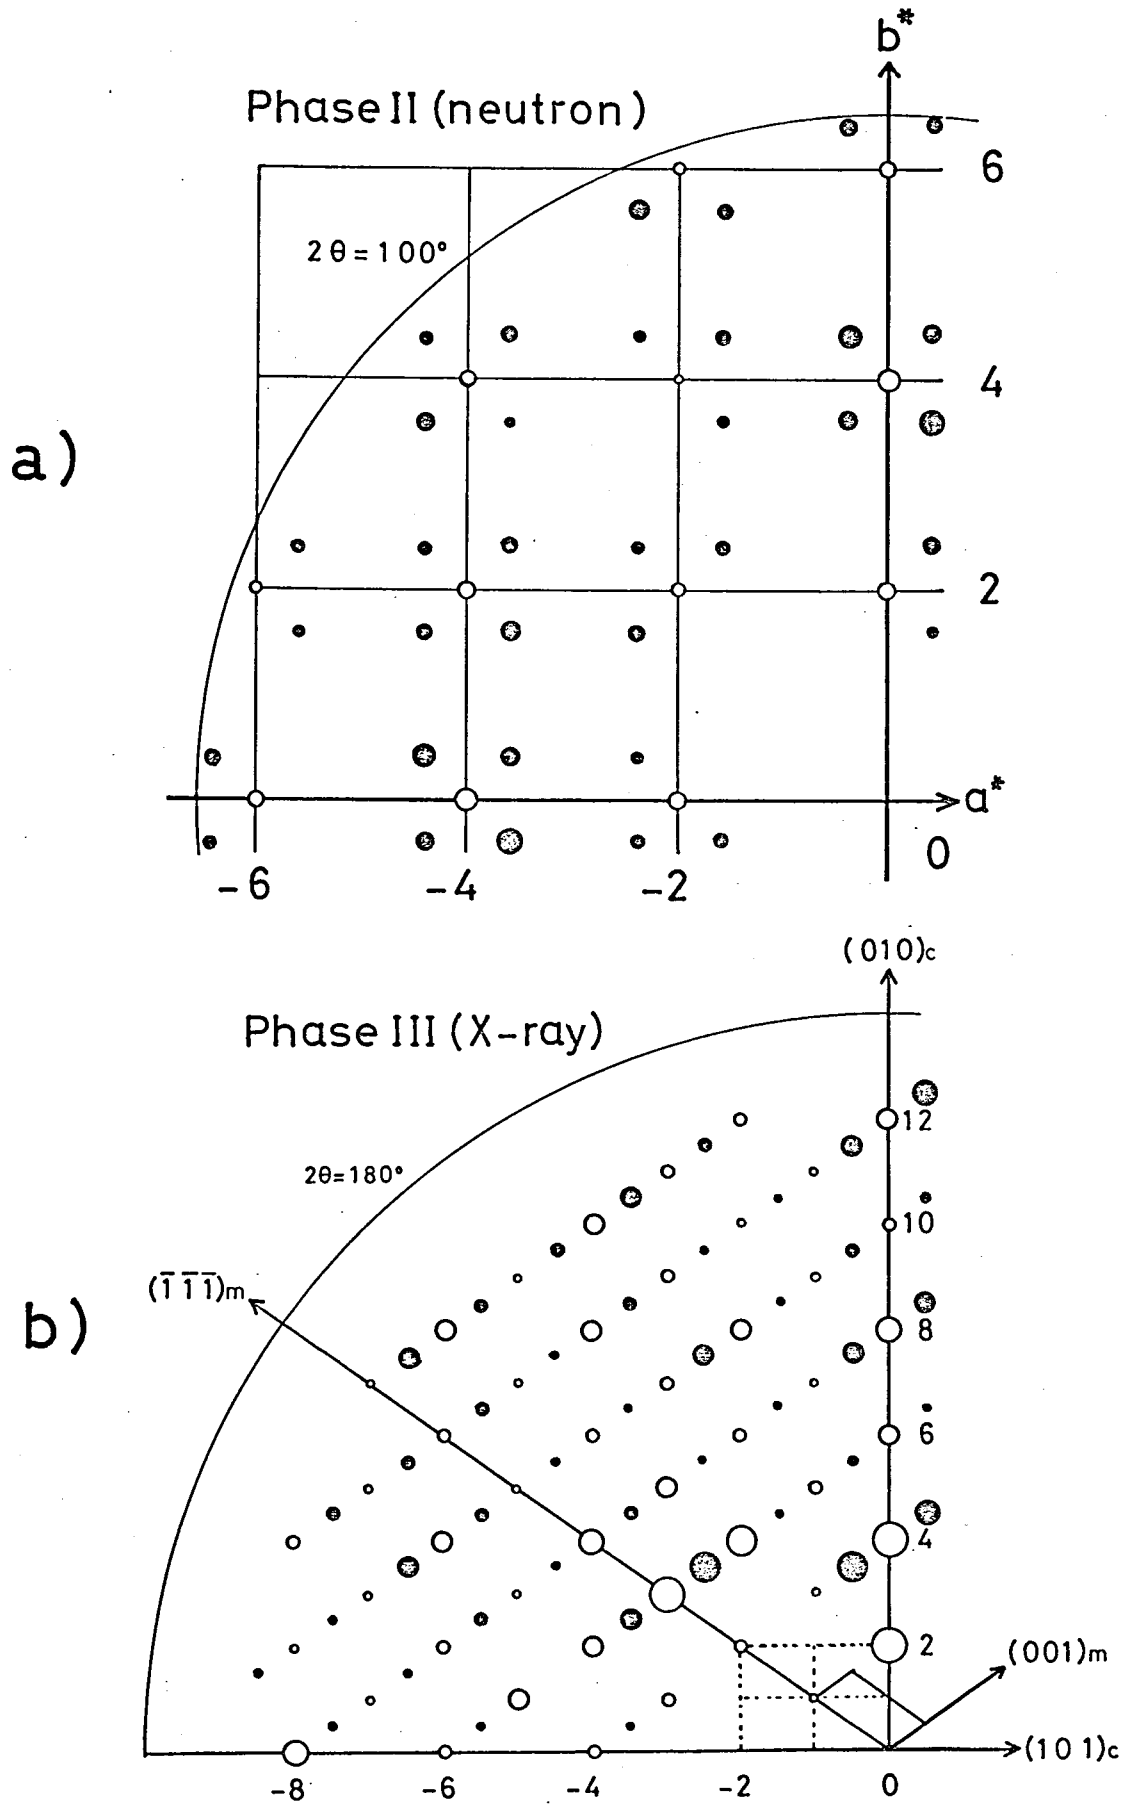 b*
Phase II (neutron)
6
2θ=100°
4
a)
2
a*
0
-6
-4
-2
(010)c
Phase III (X-ray)
12
2θ=180°
10
(1̅1̅1̅)m
8
b)
6
4
2
(001)m
(101)c
-8
-6
-4
-2
0